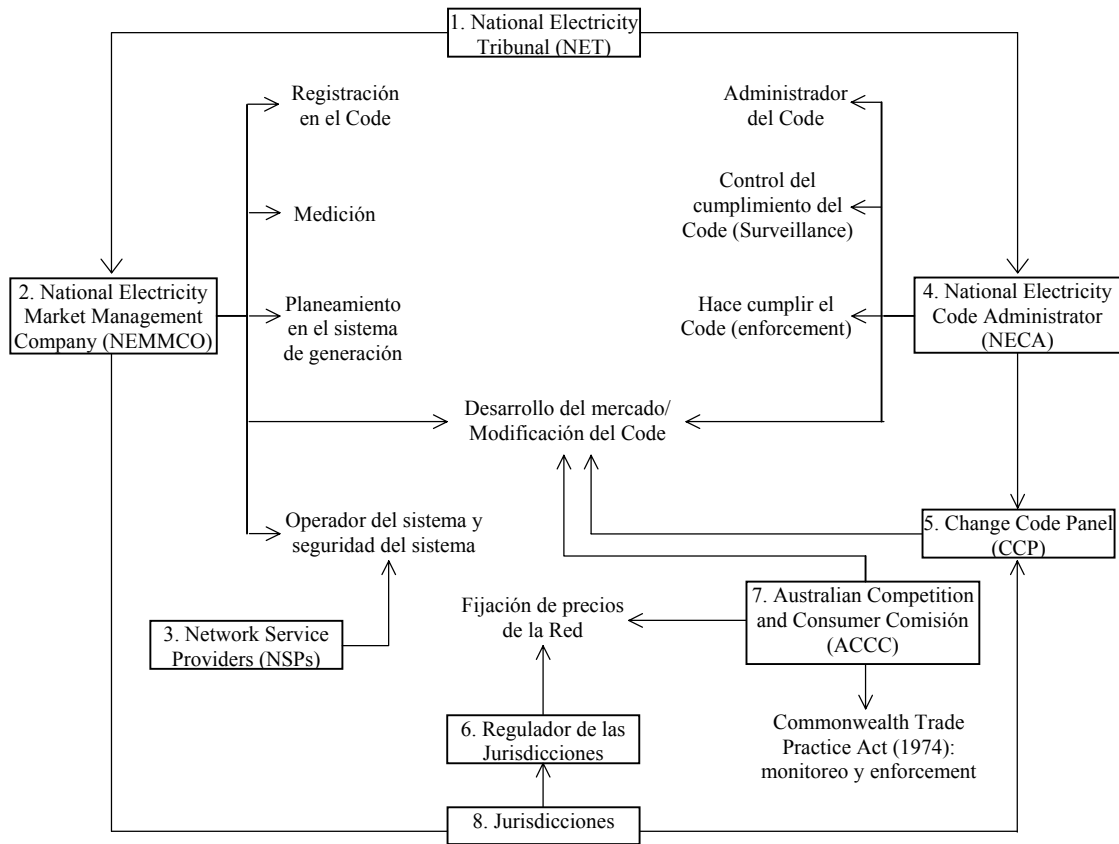 1. National Electricity
Tribunal (NET)
Registración
en el Code
Administrador
del Code
Control del
cumplimiento del
Code (Surveillance)
Medición
2. National Electricity
Market Management
Company (NEMMCO)
Planeamiento
en el sistema
de generación
Hace cumplir el
Code (enforcement)
4. National Electricity
Code Administrator
(NECA)
Desarrollo del mercado/
Modificación del Code
Operador del sistema y
seguridad del sistema
5. Change Code Panel
(CCP)
3. Network Service
Providers (NSPs)
Fijación de precios
de la Red
7. Australian Competition
and Consumer Comisión
(ACCC)
6. Regulador de las
Jurisdicciones
Commonwealth Trade
Practice Act (1974):
monitoreo y enforcement
8. Jurisdicciones